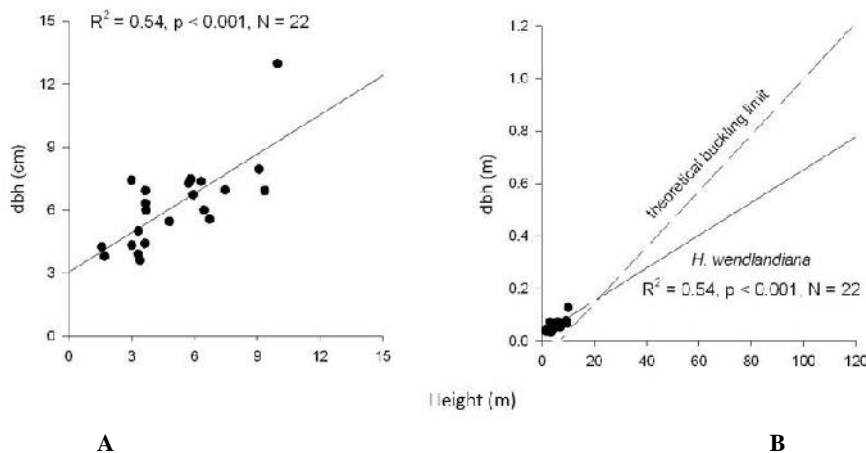 R² = 0.54, p < 0.001, N = 22
15
12
9
6
3
0
dbh (cm)
0 3 6 9 12 15
1.2
1.0
0.8
0.6
0.4
0.2
0.0
dbh (m)
theoretical buckling limit
H. wendlandiana
R² = 0.54, p < 0.001, N = 22
0 20 40 60 80 100 120
Height (m)
A B